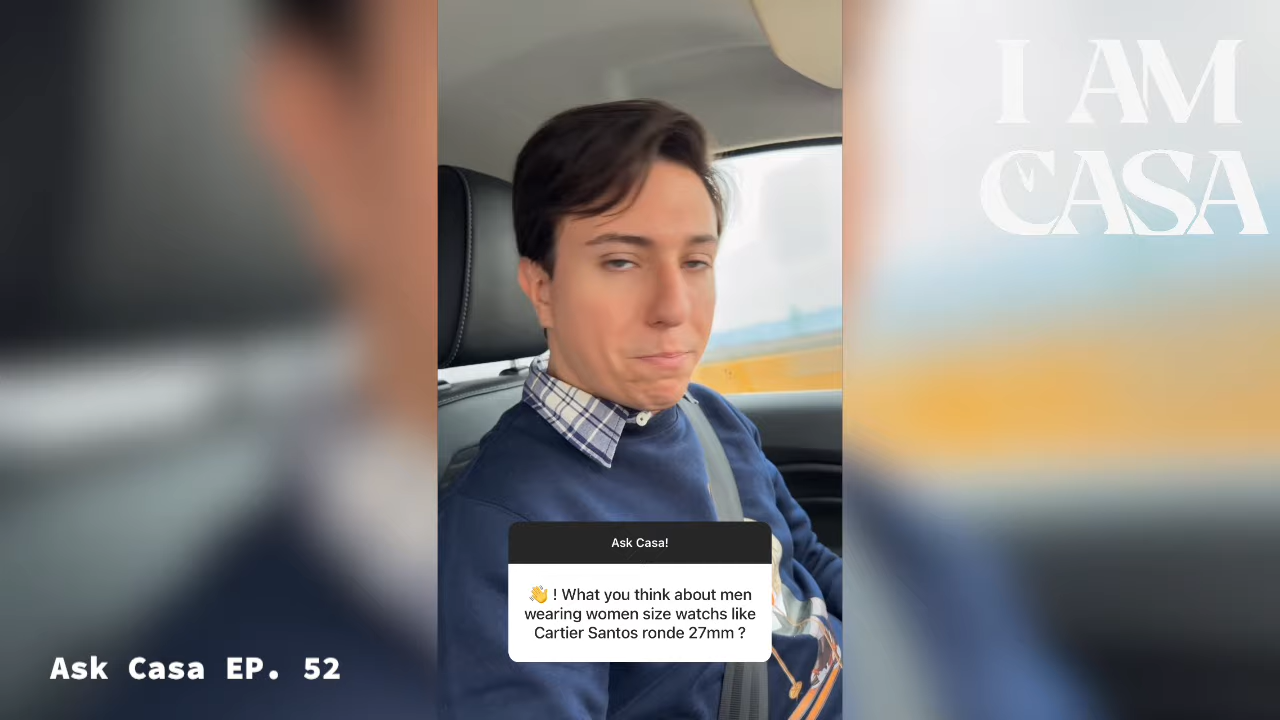 I AM
CASA
Ask Casa!
👋 ! What you think about men
wearing women size watchs like
Cartier Santos ronde 27mm ?
Ask Casa EP. 52